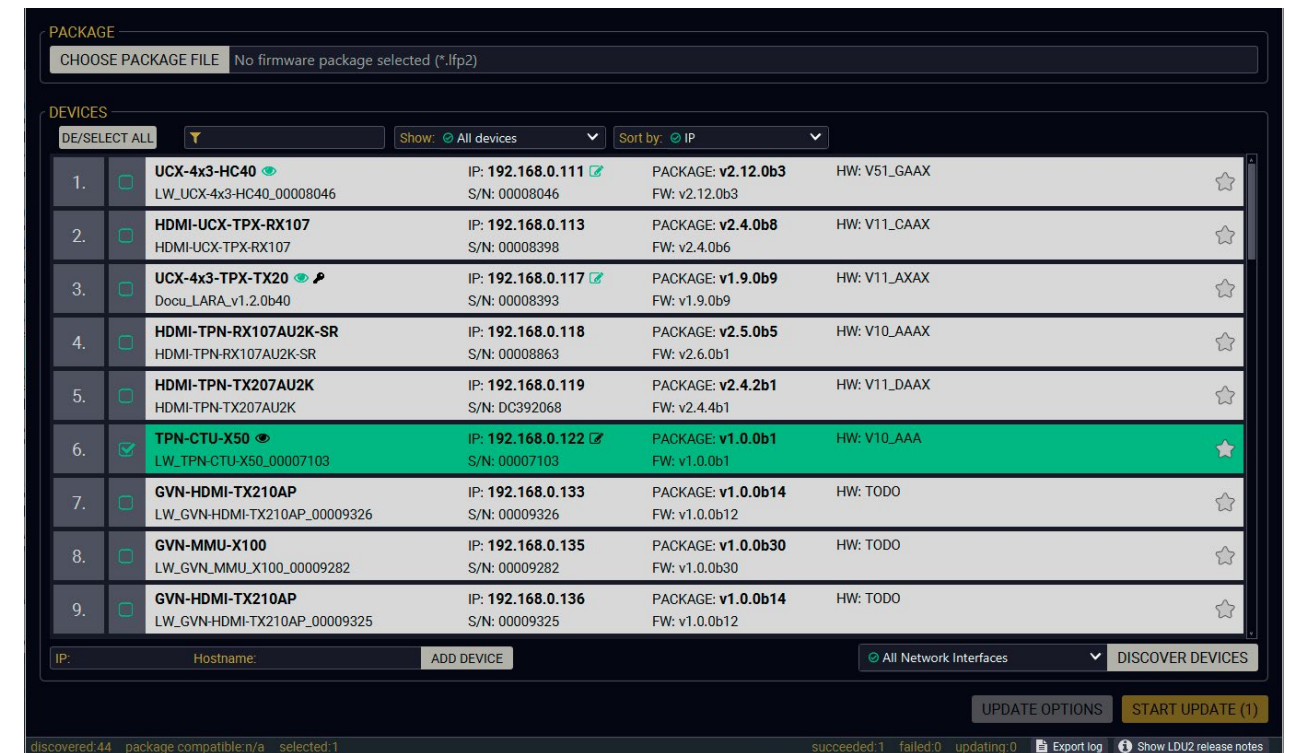 PACKAGE
CHOOSE PACKAGE FILE No firmware package selected (*.lfp2)
DEVICES
DE/SELECT ALL Show: All devices Sort by: IP
1. UCX-4x3-HC40 IP: 192.168.0.111 PACKAGE: v2.12.0b3 HW: V51_GAAX
LW_UCX-4x3-HC40_00008046 S/N: 00008046 FW: v2.12.0b3
2. HDMI-UCX-TPX-RX107 IP: 192.168.0.113 PACKAGE: v2.4.0b8 HW: V11_CAAX
HDMI-UCX-TPX-RX107 S/N: 00008398 FW: v2.4.0b6
3. UCX-4x3-TPX-TX20 IP: 192.168.0.117 PACKAGE: v1.9.0b9 HW: V11_AXAX
Docu_LARA_v1.2.0b40 S/N: 00008393 FW: v1.9.0b9
4. HDMI-TPN-RX107AU2K-SR IP: 192.168.0.118 PACKAGE: v2.5.0b5 HW: V10_AAAX
HDMI-TPN-RX107AU2K-SR S/N: 00008863 FW: v2.6.0b1
5. HDMI-TPN-TX207AU2K IP: 192.168.0.119 PACKAGE: v2.4.2b1 HW: V11_DAAX
HDMI-TPN-TX207AU2K S/N: DC392068 FW: v2.4.4b1
6. TPN-CTU-X50 IP: 192.168.0.122 PACKAGE: v1.0.0b1 HW: V10_AAA
LW_TPN-CTU-X50_00007103 S/N: 00007103 FW: v1.0.0b1
7. GVN-HDMI-TX210AP IP: 192.168.0.133 PACKAGE: v1.0.0b14 HW: TODO
LW_GVN-HDMI-TX210AP_00009326 S/N: 00009326 FW: v1.0.0b12
8. GVN-MMU-X100 IP: 192.168.0.135 PACKAGE: v1.0.0b30 HW: TODO
LW_GVN_MMU_X100_00009282 S/N: 00009282 FW: v1.0.0b30
9. GVN-HDMI-TX210AP IP: 192.168.0.136 PACKAGE: v1.0.0b14 HW: TODO
LW_GVN-HDMI-TX210AP_00009325 S/N: 00009325 FW: v1.0.0b12
IP: Hostname: ADD DEVICE All Network Interfaces DISCOVER DEVICES
UPDATE OPTIONS START UPDATE (1)
discovered:44 package compatible:n/a selected:1 succeeded:1 failed:0 updating:0 Export log Show LDU2 release notes